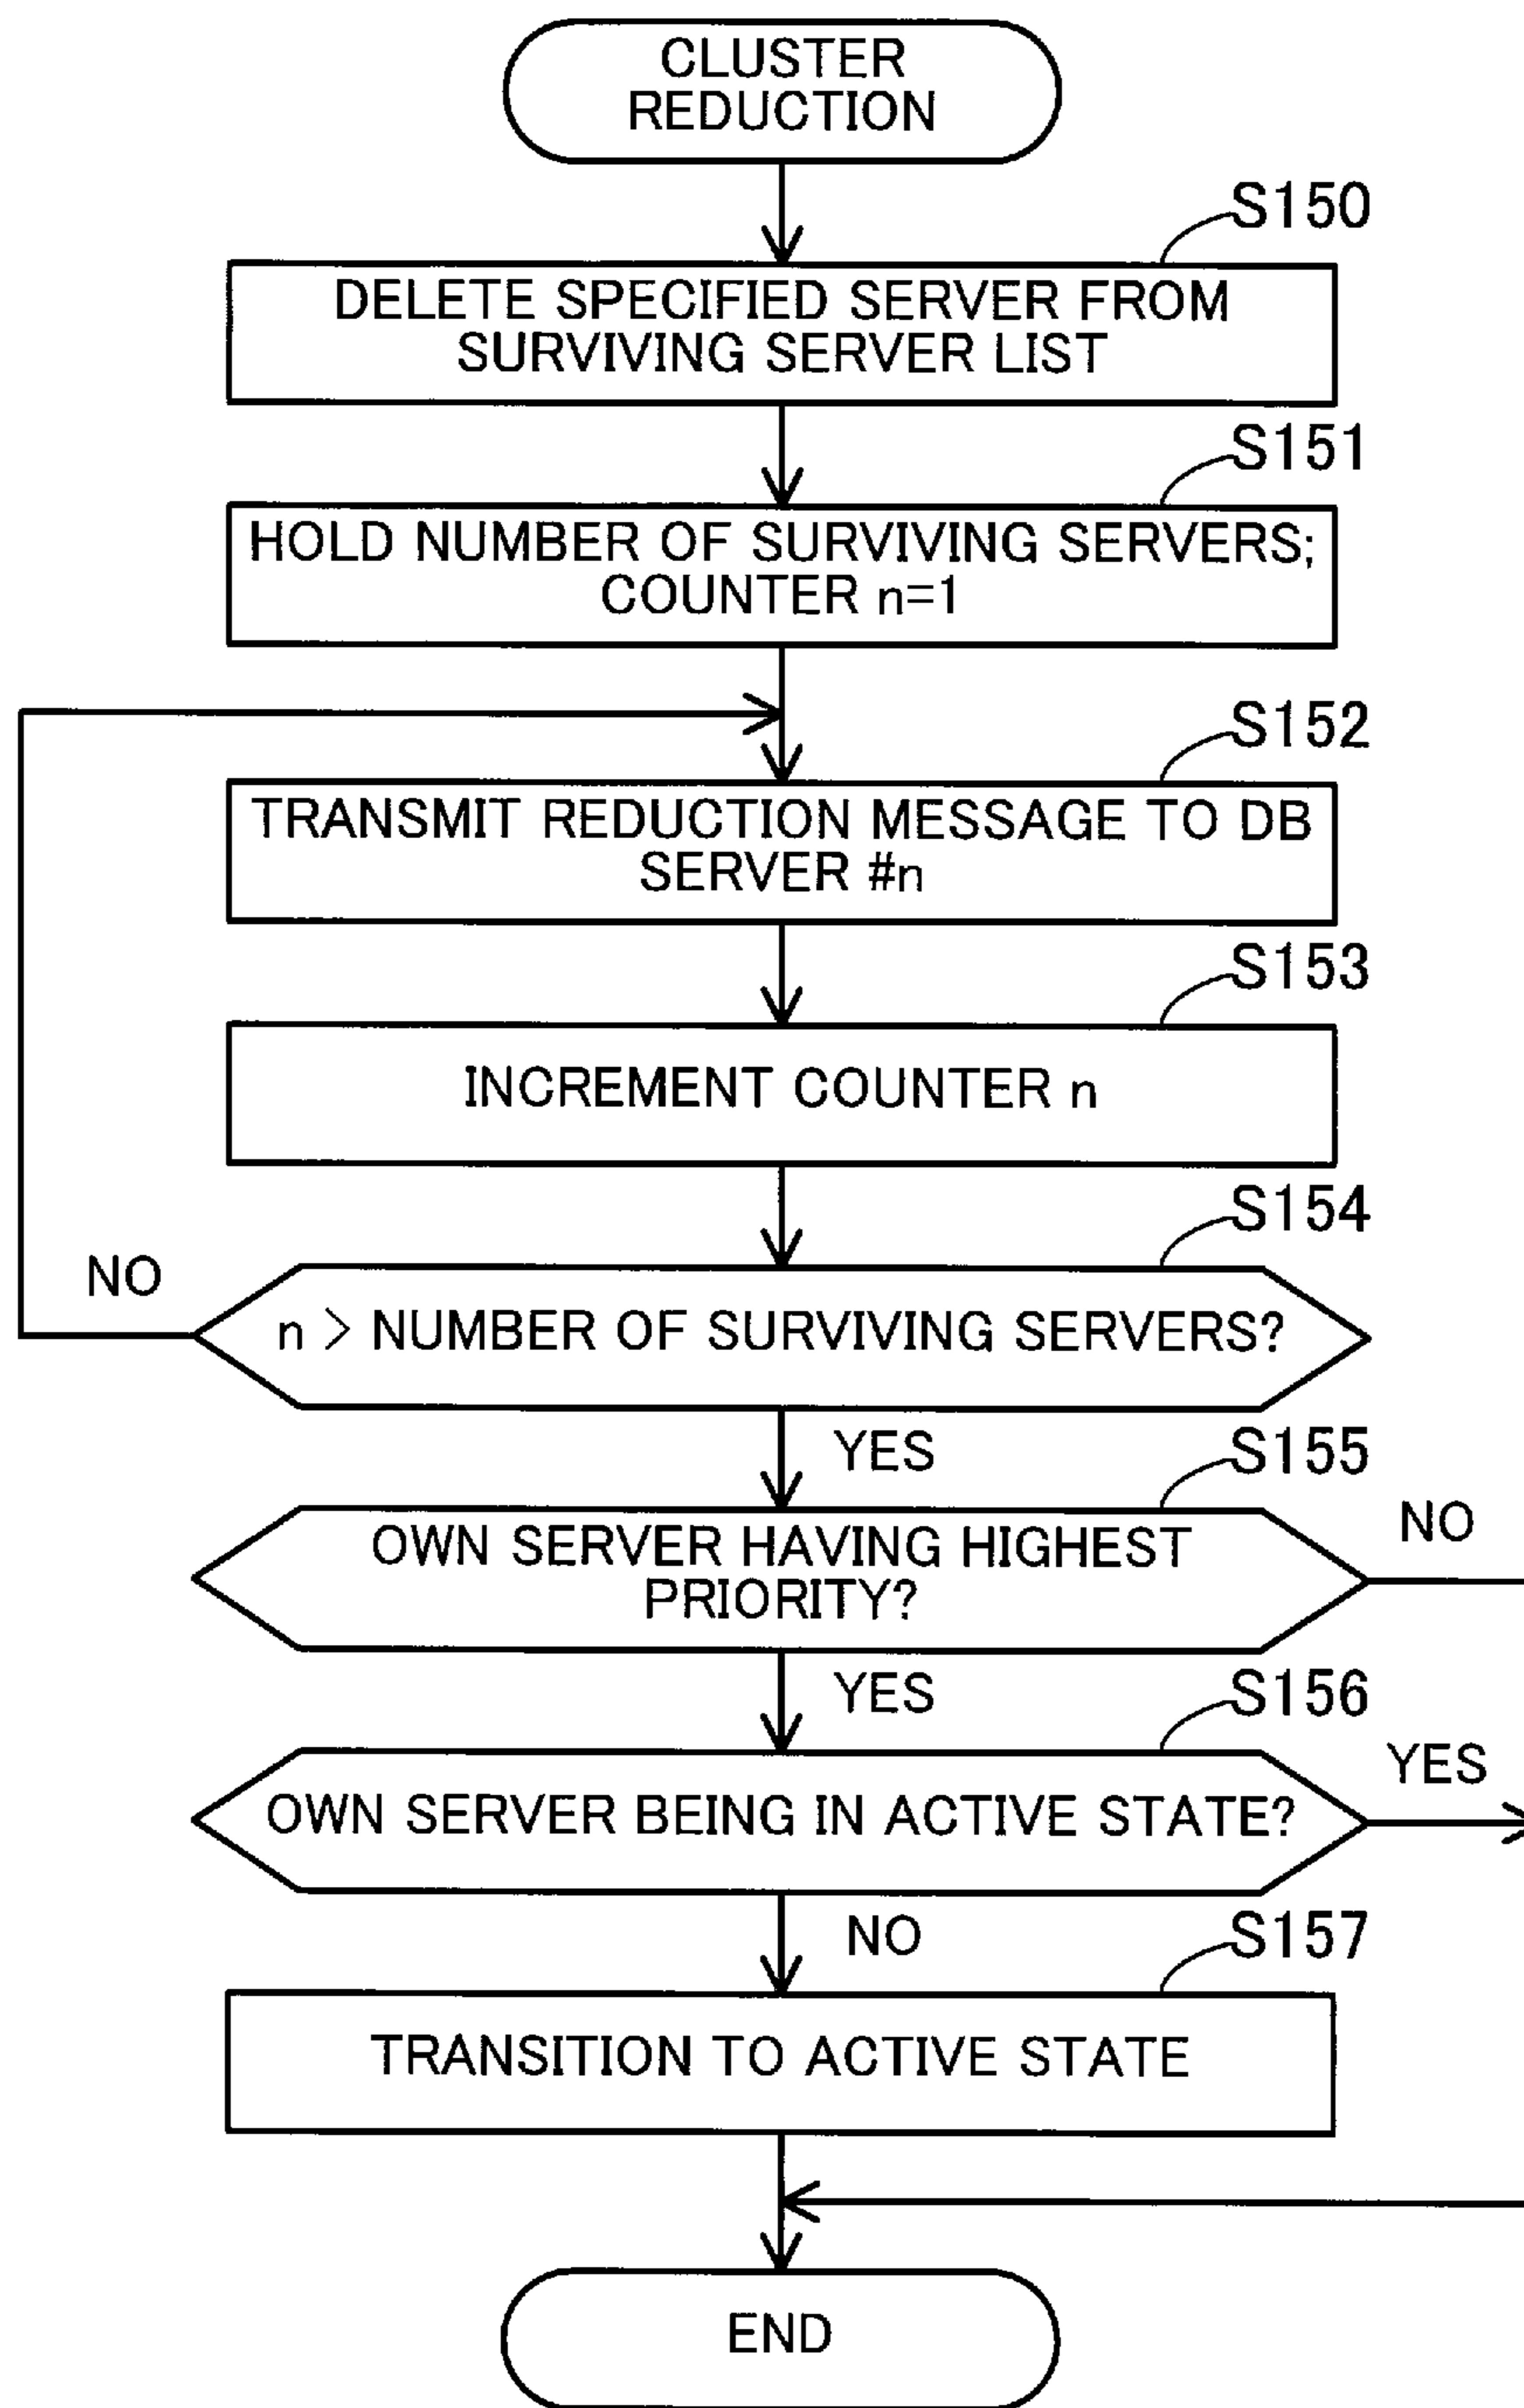 CLUSTER
REDUCTION
S150
DELETE SPECIFIED SERVER FROM
SURVIVING SERVER LIST
S151
HOLD NUMBER OF SURVIVING SERVERS;
COUNTER n=1
S152
TRANSMIT REDUCTION MESSAGE TO DB
SERVER #n
S153
INCREMENT COUNTER n
S154
NO
n > NUMBER OF SURVIVING SERVERS?
YES
S155
OWN SERVER HAVING HIGHEST
PRIORITY?
NO
YES
S156
OWN SERVER BEING IN ACTIVE STATE?
YES
NO
S157
TRANSITION TO ACTIVE STATE
END